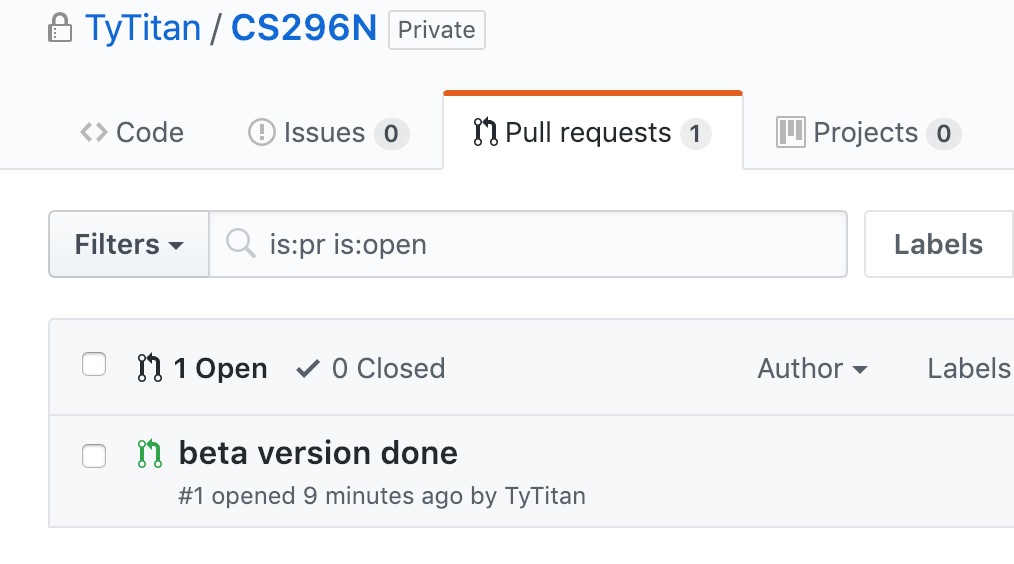 TyTitan / CS296N Private
Code Issues 0 Pull requests 1 Projects 0
Filters is:pr is:open Labels
1 Open 0 Closed Author Labels
beta version done
#1 opened 9 minutes ago by TyTitan